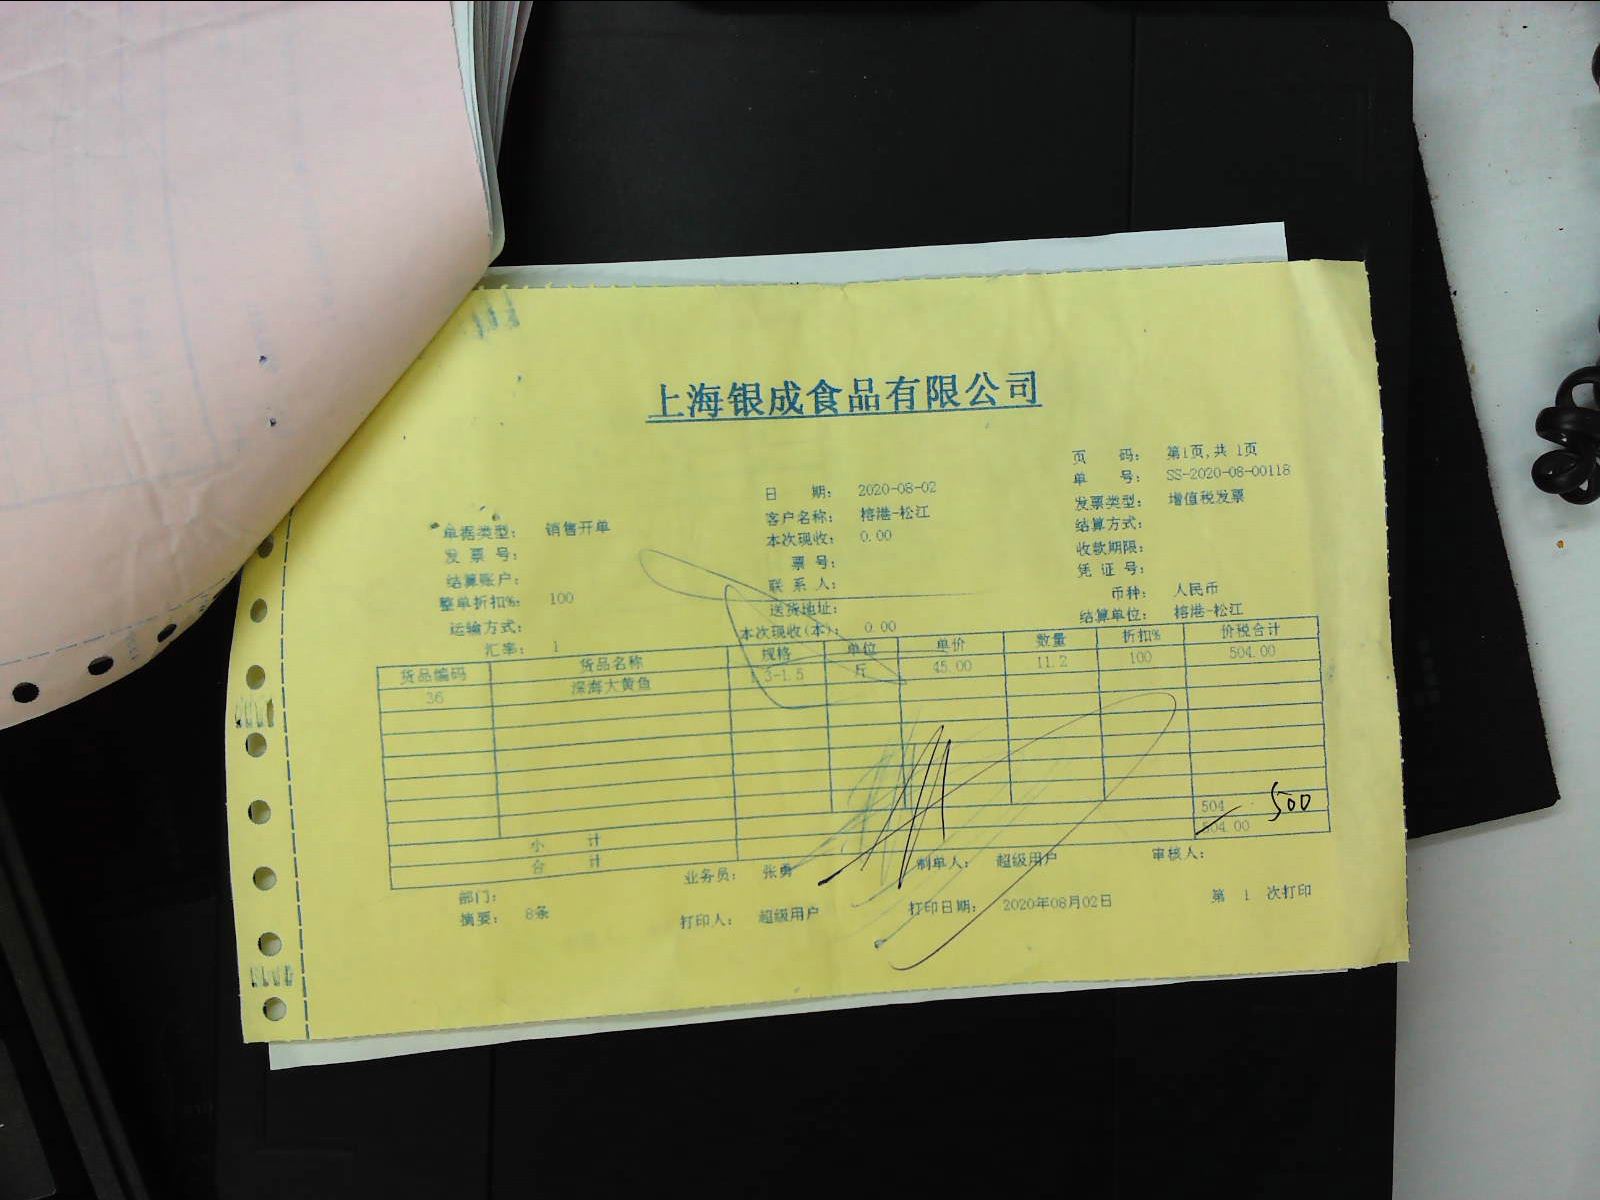 上海银成食品有限公司
页 码： 第1页,共 1页
单 号： SS-2020-08-00118
日 期： 2020-08-02
发票类型： 增值税发票
单据类型： 销售开单
客户名称： 榕港-松江
结算方式：
发 票 号：
本次现收： 0.00
收款期限：
结算账户：
票 号：
凭 证 号：
整单折扣%： 100
联 系 人：
币种： 人民币
运输方式：
送货地址：
结算单位： 榕港-松江
汇率： 1
本次现收(本)： 0.00
货品编码 货品名称 规格 单位 单价 数量 折扣% 价税合计
36 深海大黄鱼 3-1.5 斤 45.00 11.2 100 504.00
小 计 504 500
合 计 504.00
部门： 业务员： 张勇 制单人： 超级用户 审核人：
摘要： 8条 打印人： 超级用户 打印日期： 2020年08月02日 第 1 次打印